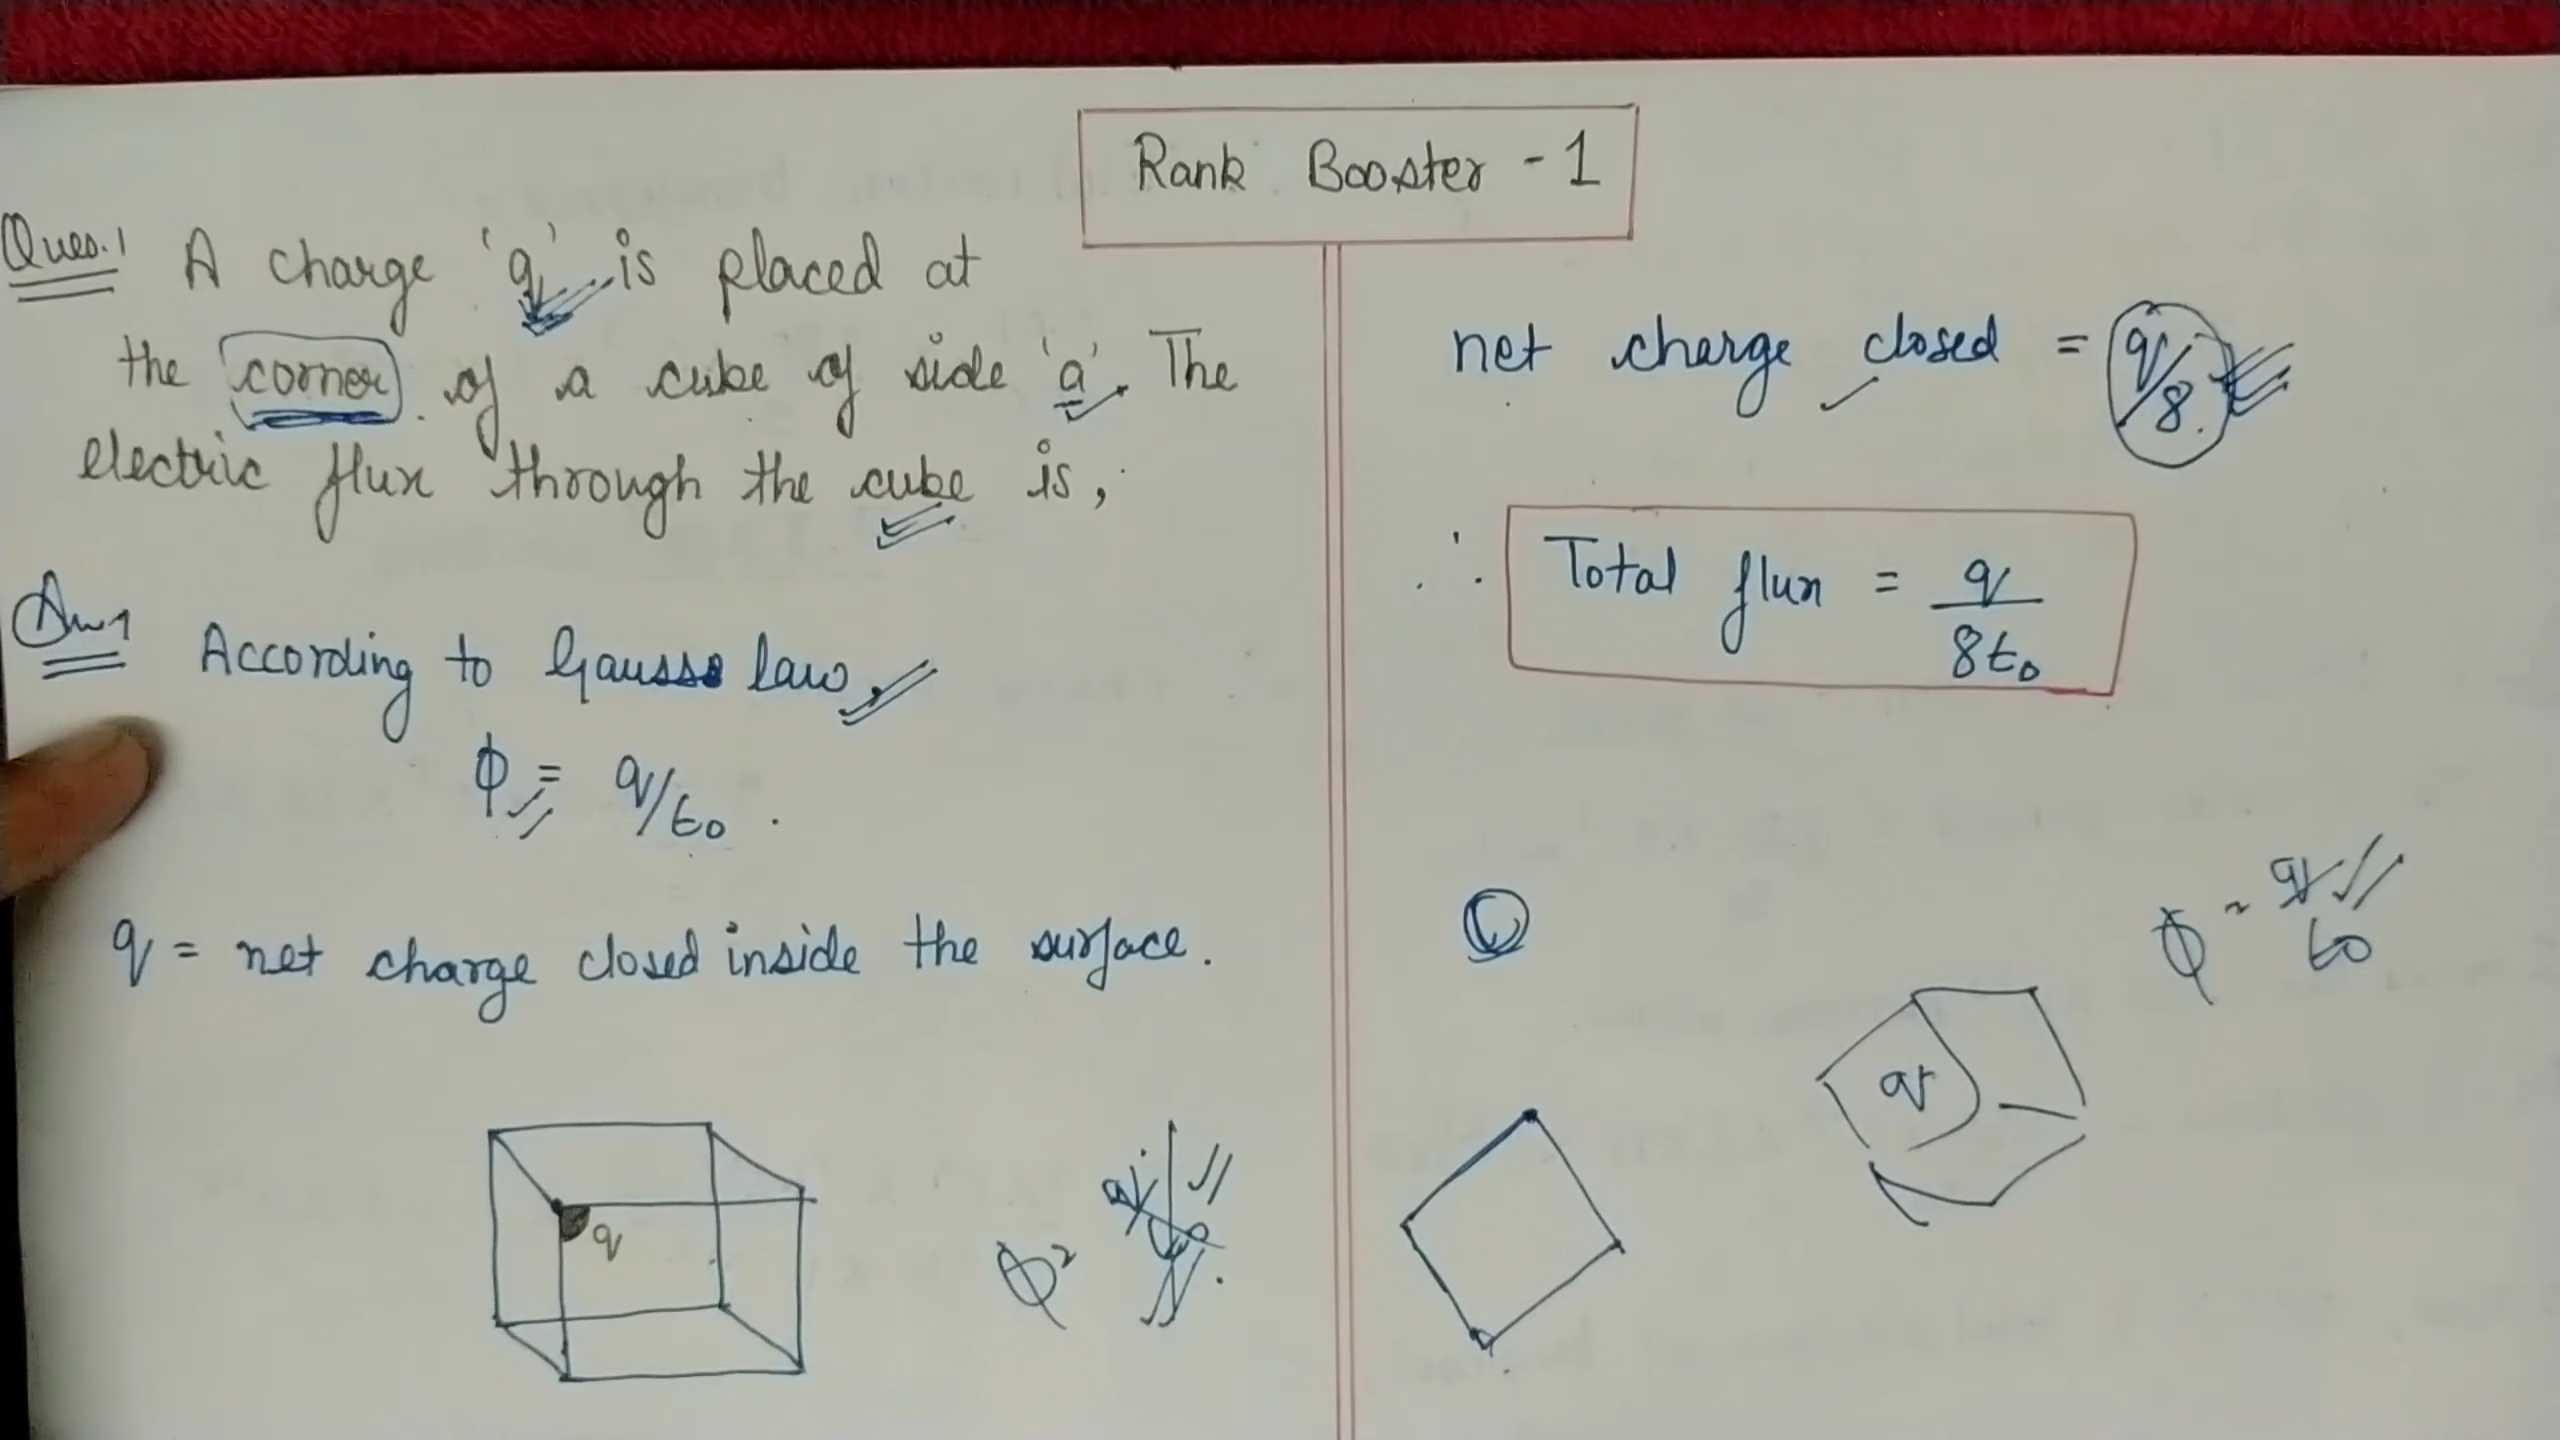 Rank Booster - 1
Ques.1 A charge 'q' is placed at
the corner of a cube of side 'a'. The
electric flux through the cube is,
Ans 1 According to Gauss law,
ϕ = q/ε₀.
q = net charge closed inside the surface.
q
net charge closed = q/8.
∴ Total flux = q/8ε₀
ϕ = q/ε₀
q